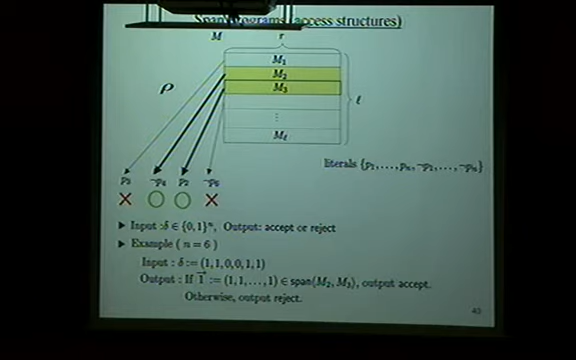 Span programs (access structures)
M r
M₁
M₂
M₃
ρ
⋮
ℓ
M_ℓ
literals {p₁,...,pₙ,¬p₁,...,¬pₙ}
p₃ ¬p₄ p₂ ¬p₆
▶ Input :δ ∈ {0,1}ⁿ, Output: accept or reject
▶ Example ( n = 6 )
Input : δ := (1,1,0,0,1,1)
Output : If 1⃗ := (1,1,...,1) ∈ span(M₂,M₃), output accept.
Otherwise, output reject.